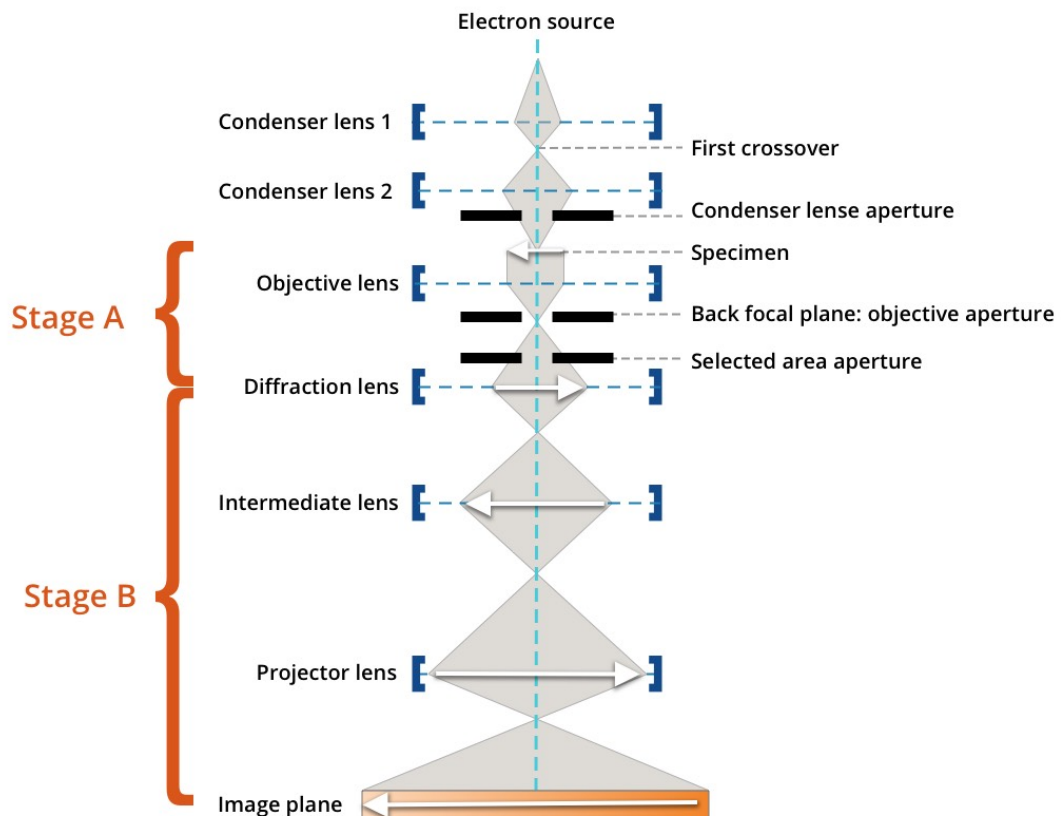 Electron source
Condenser lens 1
First crossover
Condenser lens 2
Condenser lense aperture
Specimen
Objective lens
Stage A
Back focal plane: objective aperture
Selected area aperture
Diffraction lens
Intermediate lens
Stage B
Projector lens
Image plane